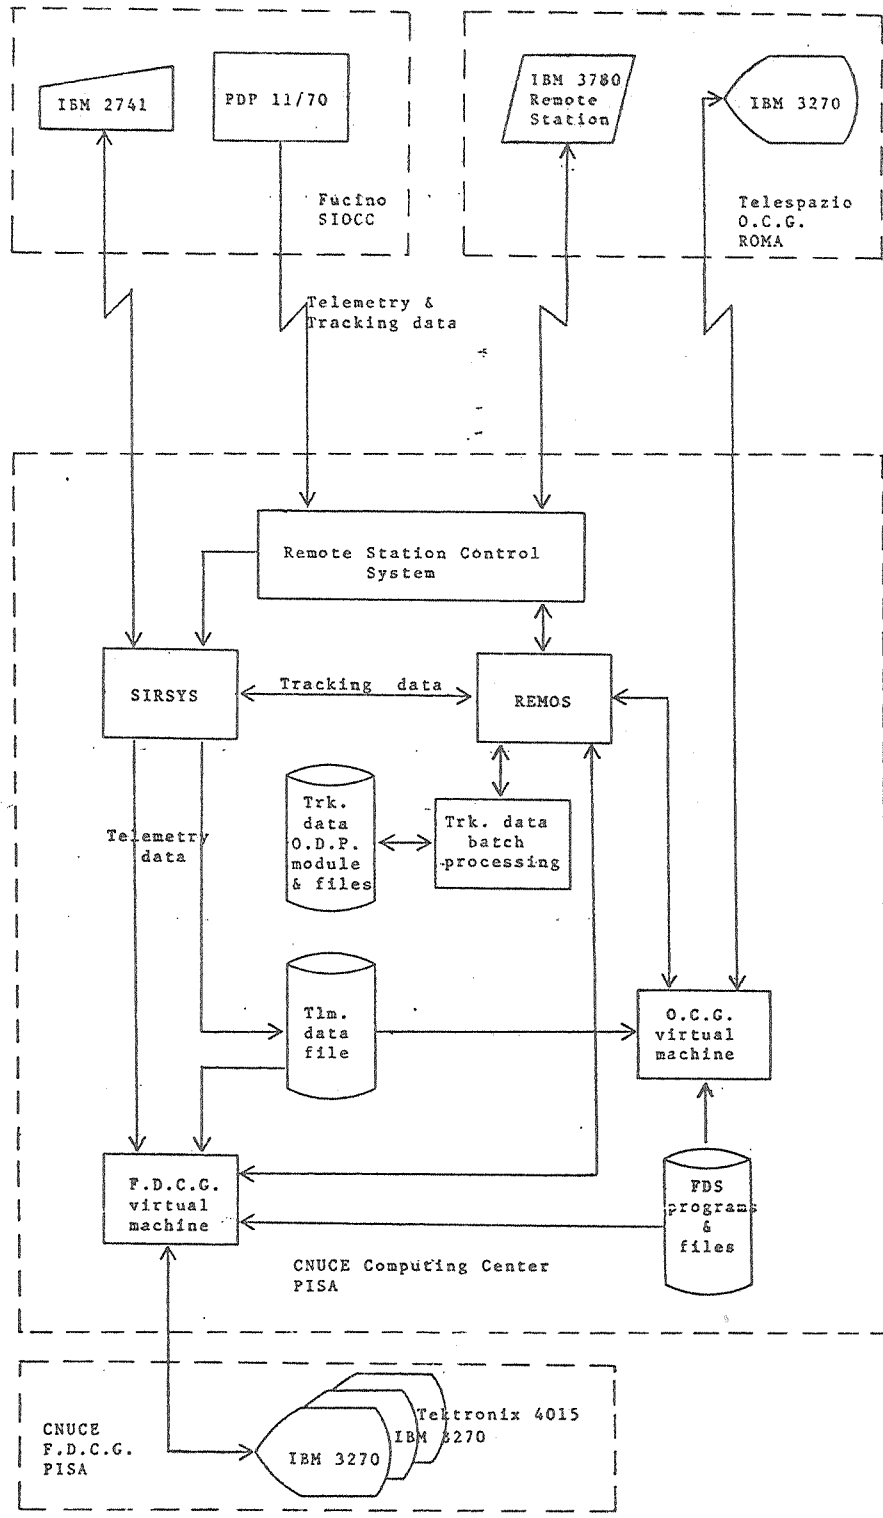 IBM 2741
PDP 11/70
Fucino
SIOCC
IBM 3780
Remote
Station
IBM 3270
Telespazio
O.C.G.
ROMA
Telemetry &
Tracking data
Remote Station Control
System
SIRSYS
Tracking data
REMOS
Trk.
data
O.D.P.
module
& files
Trk. data
batch
processing
Telemetry
data
Tlm.
data
file
O.C.G.
virtual
machine
F.D.C.G.
virtual
machine
FDS
programs
&
files
CNUCE Computing Center
PISA
CNUCE
F.D.C.G.
PISA
Tektronix 4015
IBM 3270
IBM 3270